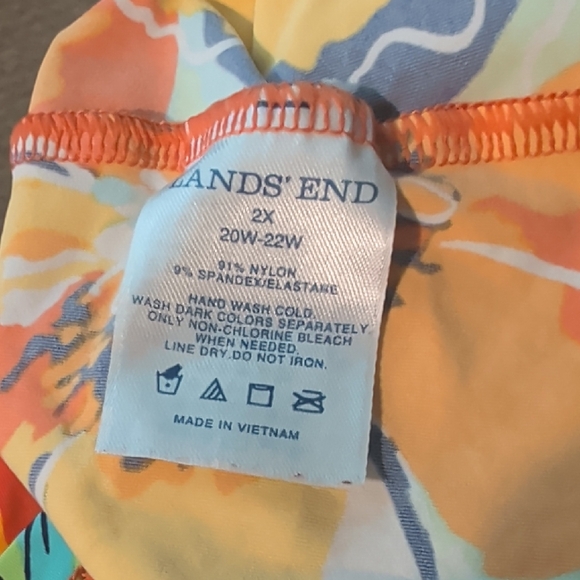 LANDS' END
2X
20W-22W
91% NYLON
9% SPANDEX/ELASTANE
HAND WASH COLD.
WASH DARK COLORS SEPARATELY.
ONLY NON-CHLORINE BLEACH
WHEN NEEDED.
LINE DRY.DO NOT IRON.
MADE IN VIETNAM